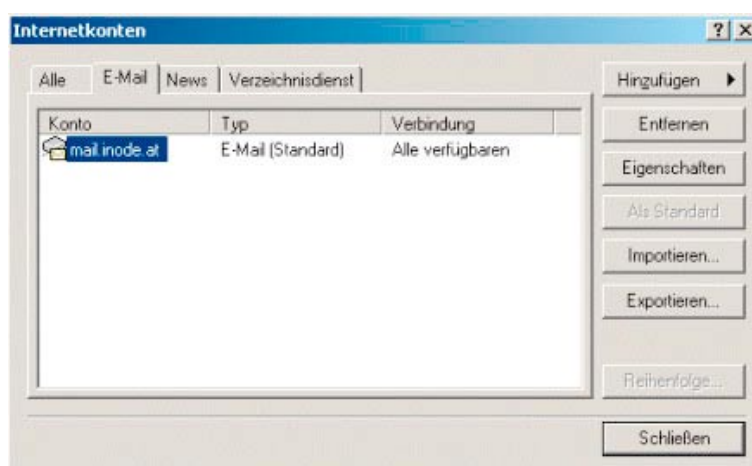 Internetkonten
Alle E-Mail News Verzeichnisdienst
Konto Typ Verbindung
mail.inode.at E-Mail (Standard) Alle verfügbaren
Hinzufügen
Entfernen
Eigenschaften
Als Standard
Importieren...
Exportieren...
Reihenfolge...
Schließen